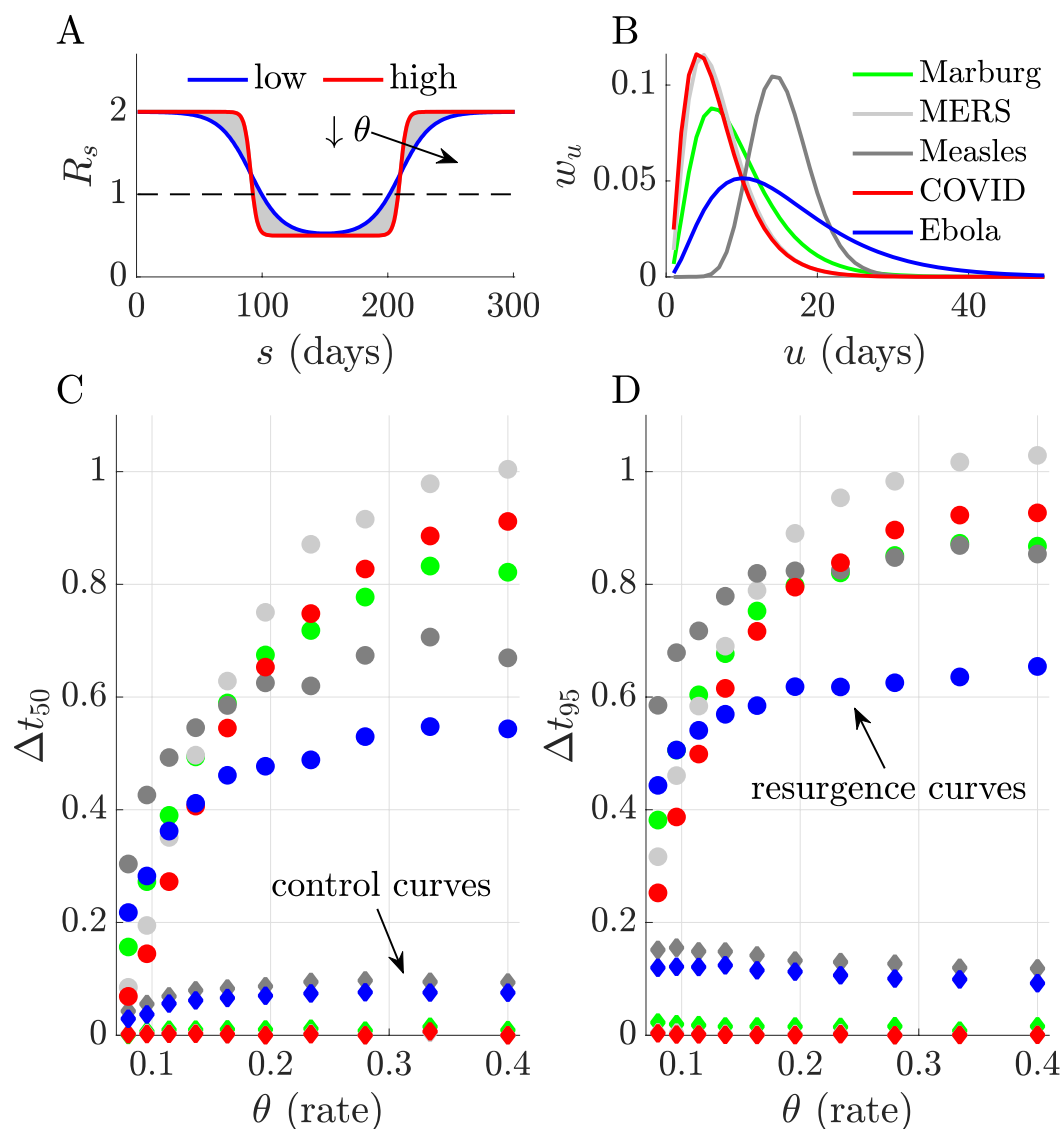 A
low high
2
1
0
↓ θ
R_s
0 100 200 300
s (days)
B
Marburg
MERS
Measles
COVID
Ebola
0.1
0.05
0
w_u
0 20 40
u (days)
C
1
0.8
0.6
0.4
0.2
0
Δt_50
control curves
0.1 0.2 0.3 0.4
θ (rate)
D
1
0.8
0.6
0.4
0.2
0
Δt_95
resurgence curves
0.1 0.2 0.3 0.4
θ (rate)